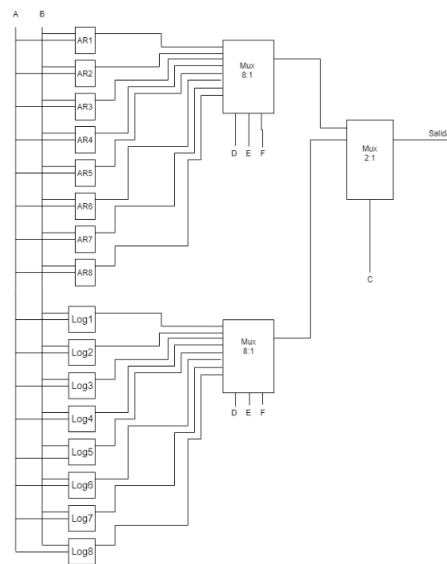 A B
AR1
AR2
AR3
AR4
AR5
AR6
AR7
AR8
Mux
8:1
D E F
Mux
2:1
Salida
C
Log1
Log2
Log3
Log4
Log5
Log6
Log7
Log8
Mux
8:1
D E F